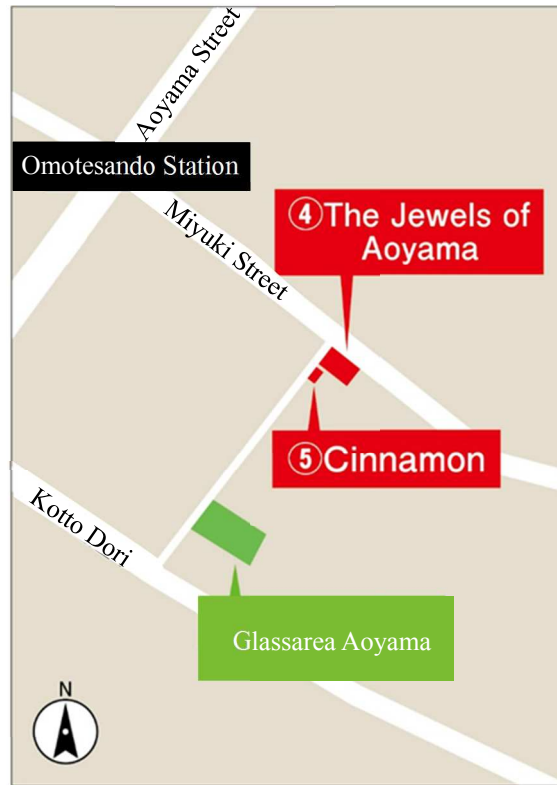 Aoyama Street
Omotesando Station
Miyuki Street
④The Jewels of
Aoyama
⑤Cinnamon
Kotto Dori
Glassarea Aoyama
N